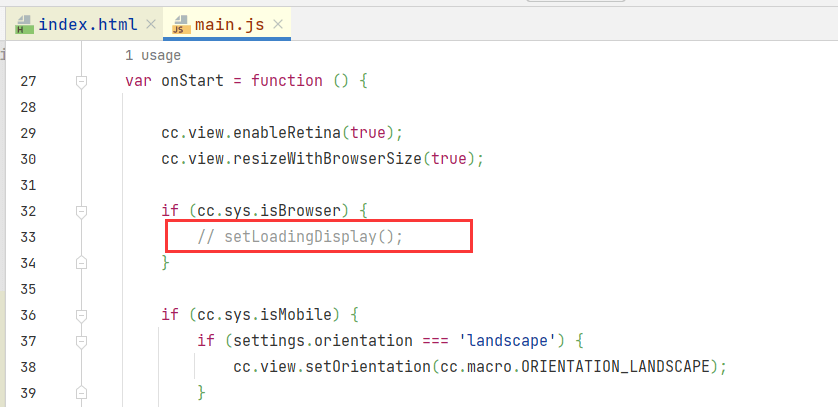 index.html
main.js
1 usage
27 var onStart = function () {
28
29 cc.view.enableRetina(true);
30 cc.view.resizeWithBrowserSize(true);
31
32 if (cc.sys.isBrowser) {
33 // setLoadingDisplay();
34 }
35
36 if (cc.sys.isMobile) {
37 if (settings.orientation === 'landscape') {
38 cc.view.setOrientation(cc.macro.ORIENTATION_LANDSCAPE);
39 }